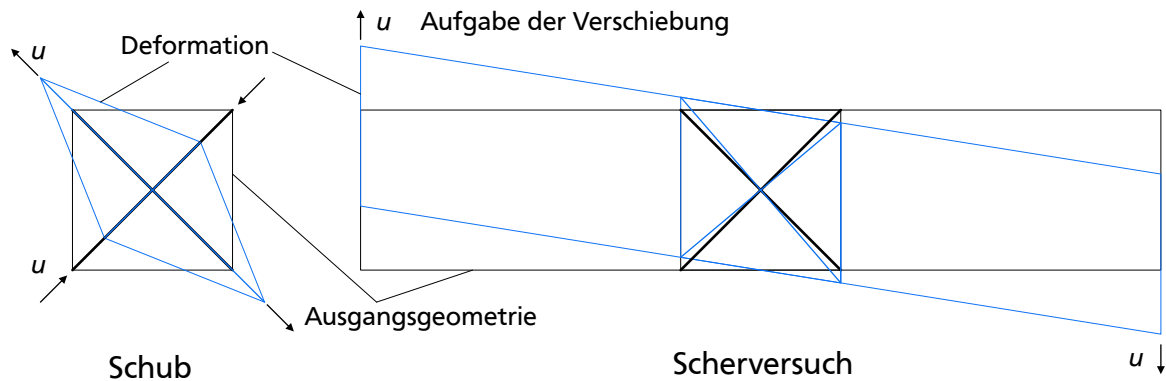 u Aufgabe der Verschiebung
u Deformation
u
Ausgangsgeometrie
Schub
Scherversuch
u